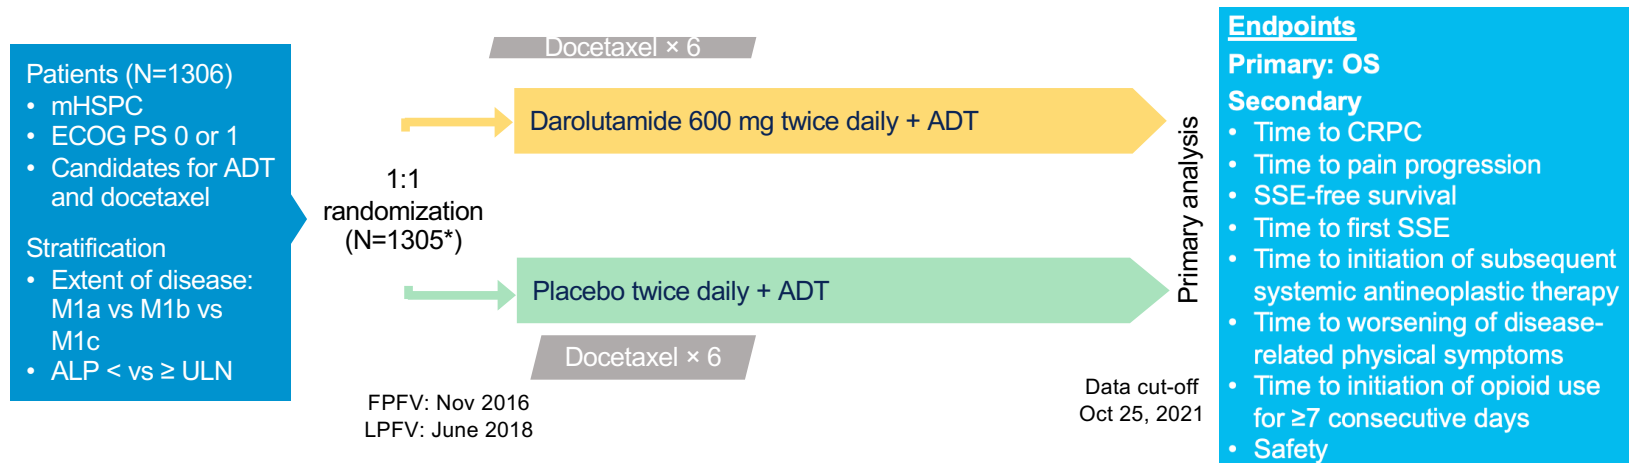 Patients (N=1306)
• mHSPC
• ECOG PS 0 or 1
• Candidates for ADT
and docetaxel
Stratification
• Extent of disease:
M1a vs M1b vs
M1c
• ALP < vs ≥ ULN
1:1
randomization
(N=1305*)
FPFV: Nov 2016
LPFV: June 2018
Docetaxel × 6
Darolutamide 600 mg twice daily + ADT
Placebo twice daily + ADT
Docetaxel × 6
Primary analysis
Data cut-off
Oct 25, 2021
Endpoints
Primary: OS
Secondary
• Time to CRPC
• Time to pain progression
• SSE-free survival
• Time to first SSE
• Time to initiation of subsequent
systemic antineoplastic therapy
• Time to worsening of disease-
related physical symptoms
• Time to initiation of opioid use
for ≥7 consecutive days
• Safety